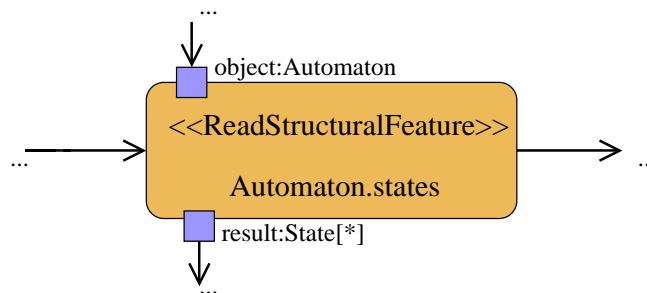 ...
object:Automaton
<<ReadStructuralFeature>>
...
...
Automaton.states
result:State[*]
...